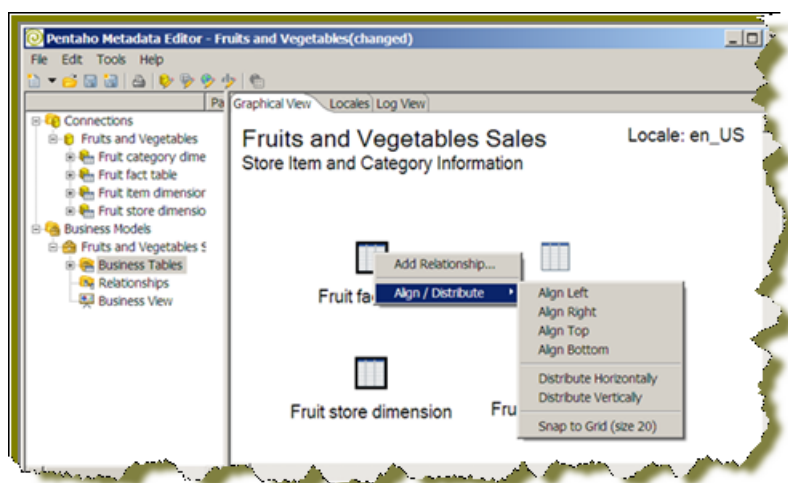 Pentaho Metadata Editor - Fruits and Vegetables(changed)
File Edit Tools Help
Pa
Graphical View Locales Log View
Connections
Fruits and Vegetables
Fruit category dime
Fruit fact table
Fruit item dimension
Fruit store dimensio
Business Models
Fruits and Vegetables S
Business Tables
Relationships
Business View
Fruits and Vegetables Sales
Locale: en_US
Store Item and Category Information
Add Relationship...
Align / Distribute
Fruit fa
Align Left
Align Right
Align Top
Align Bottom
Distribute Horizontally
Distribute Vertically
Snap to Grid (size 20)
Fruit store dimension
Fru